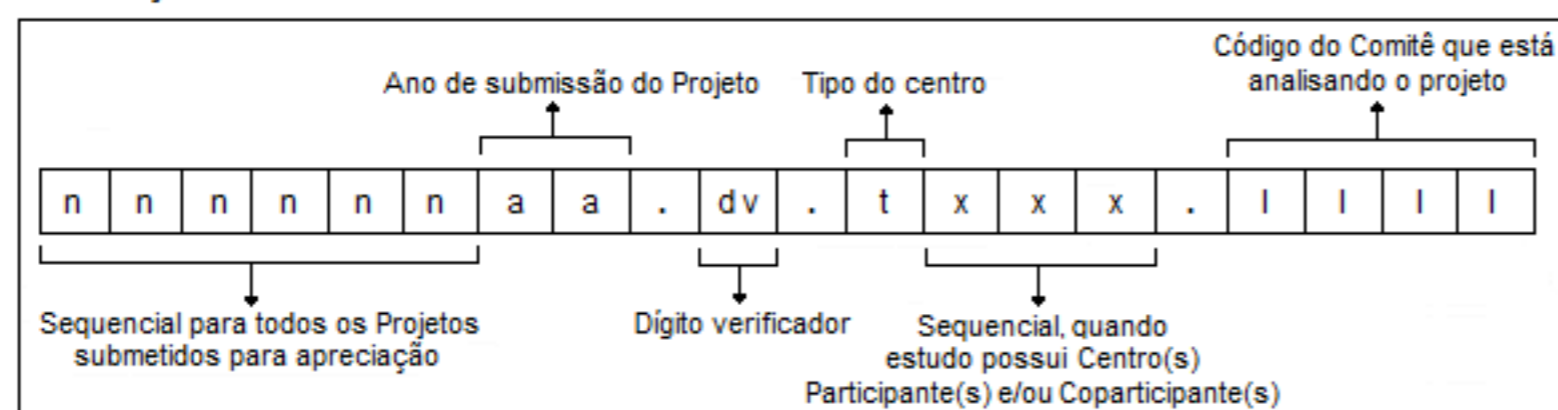 Código do Comitê que está
analisando o projeto
Ano de submissão do Projeto
Tipo do centro
n n n n n n a a . dv . t x x x . l l l l
Sequencial para todos os Projetos
submetidos para apreciação
Dígito verificador
Sequencial, quando
estudo possui Centro(s)
Participante(s) e/ou Coparticipante(s)